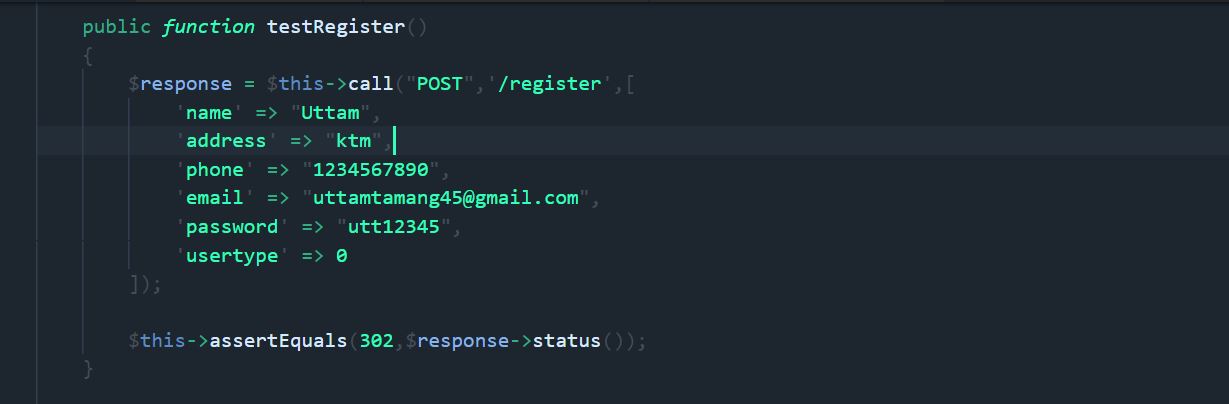 public function testRegister()
{
$response = $this->call("POST",'/register',[
'name' => "Uttam",
'address' => "ktm",
'phone' => "1234567890",
'email' => "uttamtamang45@gmail.com",
'password' => "utt12345",
'usertype' => 0
]);
$this->assertEquals(302,$response->status());
}